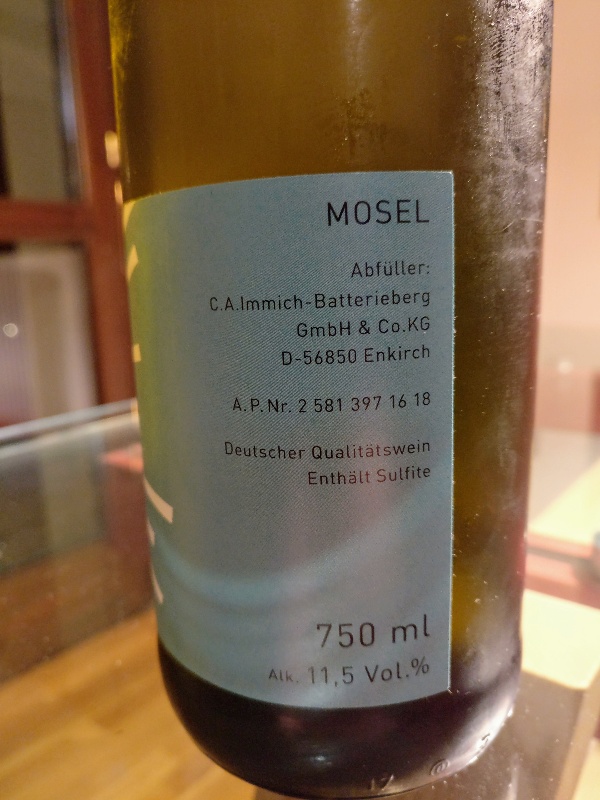 MOSEL
Abfüller:
C.A.Immich-Batterieberg
GmbH & Co.KG
D-56850 Enkirch
A.P.Nr. 2 581 397 16 18
Deutscher Qualitätswein
Enthält Sulfite
750 ml
Alk. 11,5 Vol.%